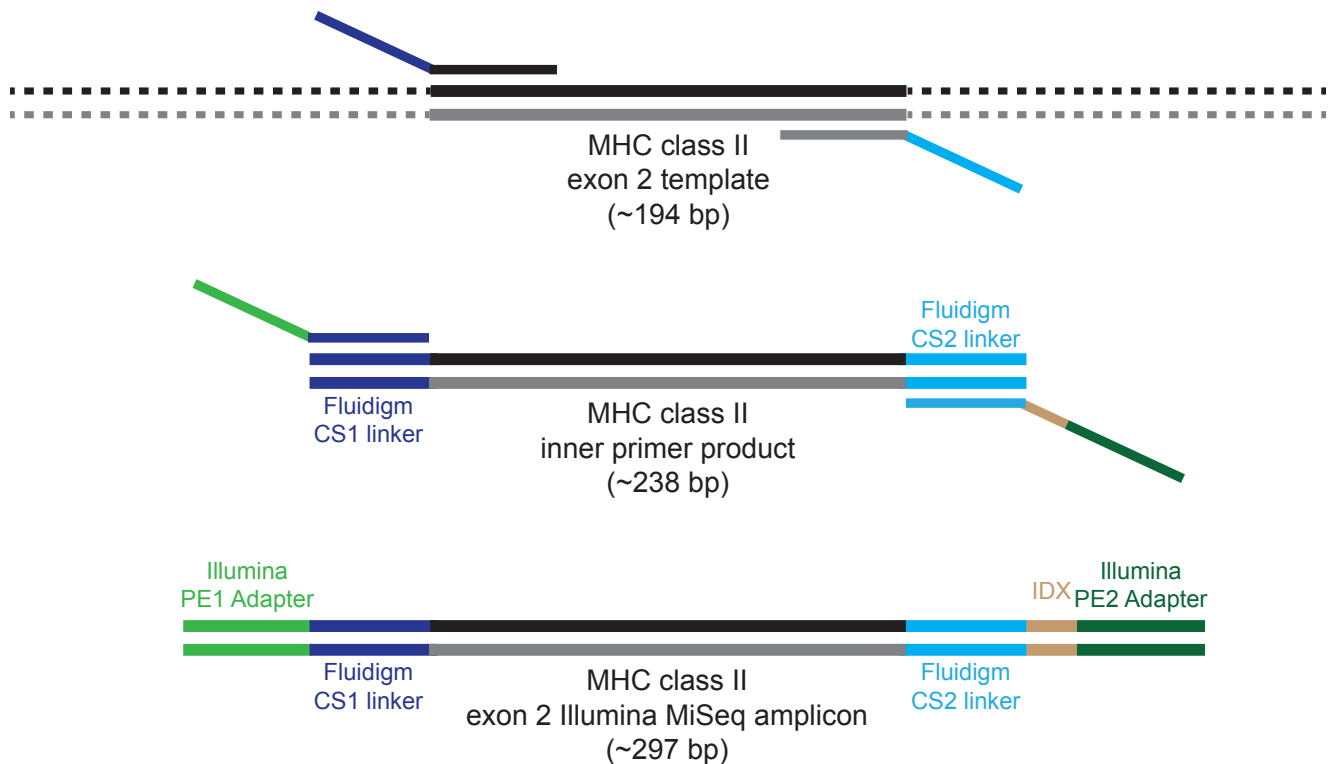 MHC class II
exon 2 template
(~194 bp)
Fluidigm
CS2 linker
Fluidigm
CS1 linker
MHC class II
inner primer product
(~238 bp)
Illumina
PE1 Adapter
IDX
Illumina
PE2 Adapter
Fluidigm
CS1 linker
MHC class II
exon 2 Illumina MiSeq amplicon
(~297 bp)
Fluidigm
CS2 linker